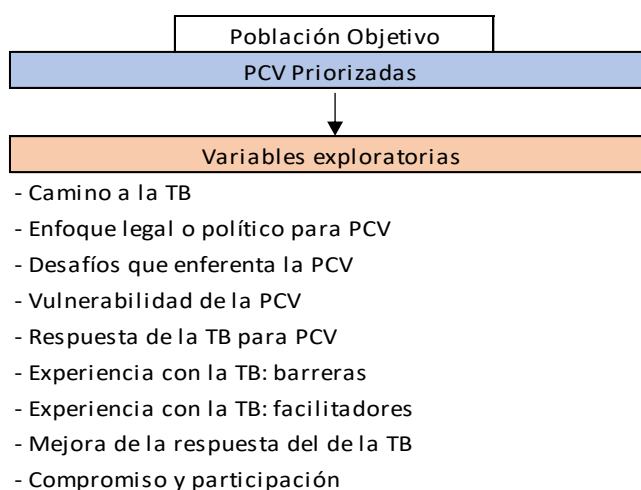 Población Objetivo
PCV Priorizadas
Variables exploratorias
- Camino a la TB
- Enfoque legal o político para PCV
- Desafíos que enferenta la PCV
- Vulnerabilidad de la PCV
- Respuesta de la TB para PCV
- Experiencia con la TB: barreras
- Experiencia con la TB: facilitadores
- Mejora de la respuesta del de la TB
- Compromiso y participación